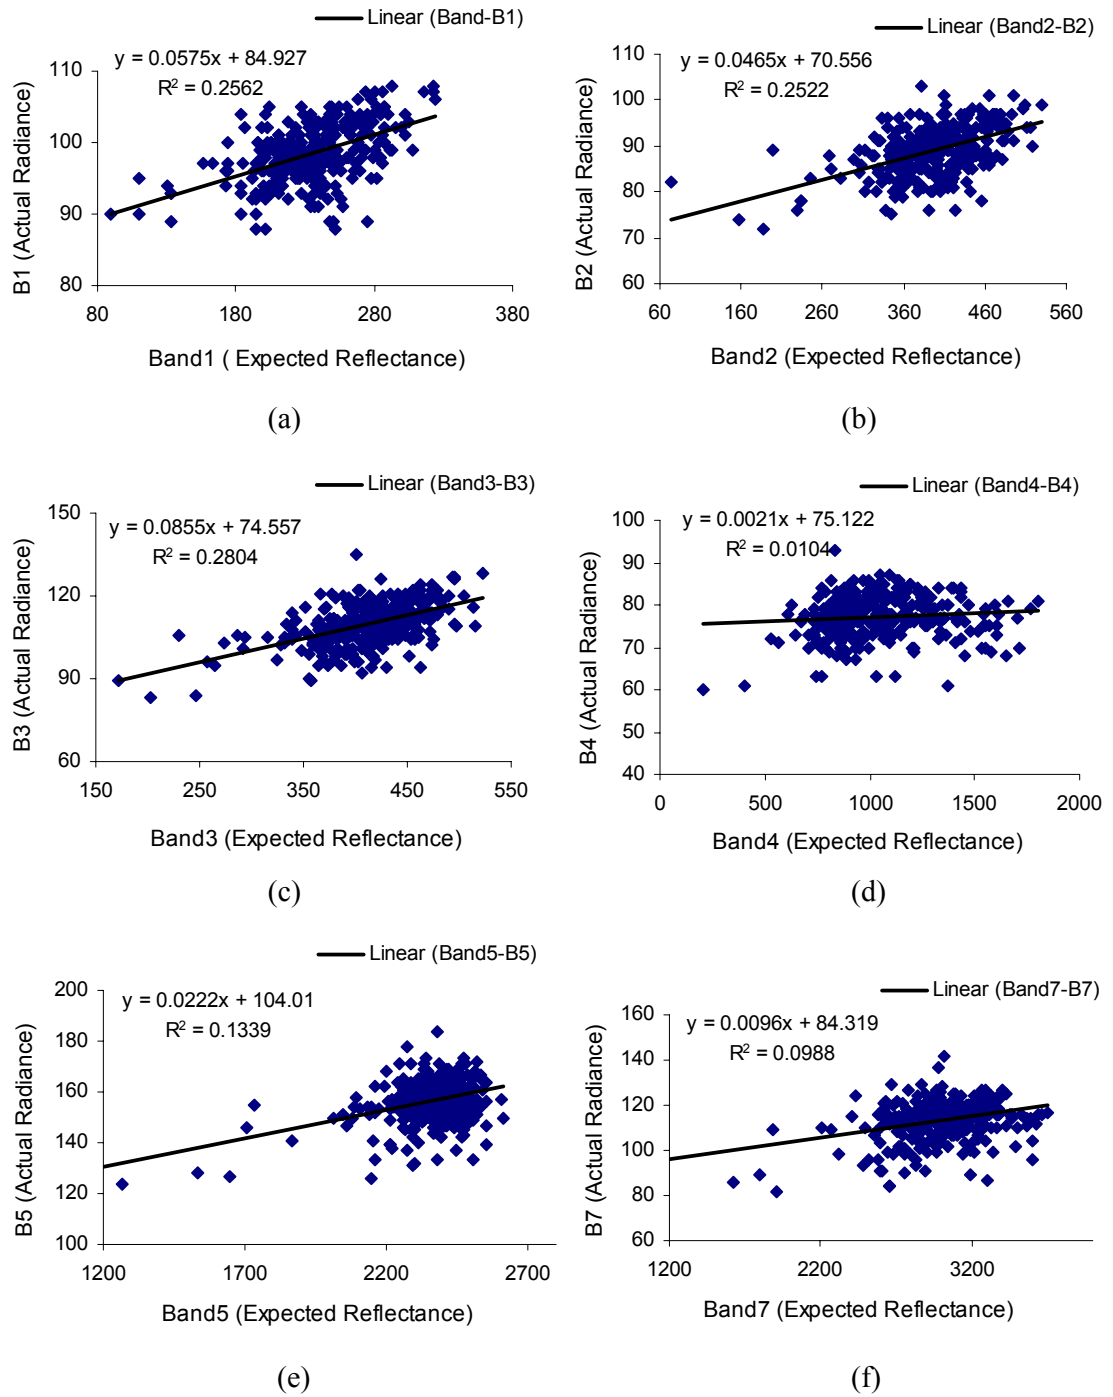 Linear (Band-B1)
y = 0.0575x + 84.927
R² = 0.2562
110
100
90
80
80 180 280 380
B1 (Actual Radiance)
Band1 ( Expected Reflectance)
(a)
Linear (Band2-B2)
y = 0.0465x + 70.556
R² = 0.2522
110
100
90
80
70
60
60 160 260 360 460 560
B2 (Actual Radiance)
Band2 (Expected Reflectance)
(b)
Linear (Band3-B3)
y = 0.0855x + 74.557
R² = 0.2804
150
120
90
60
150 250 350 450 550
B3 (Actual Radiance)
Band3 (Expected Reflectance)
(c)
Linear (Band4-B4)
y = 0.0021x + 75.122
R² = 0.0104
100
90
80
70
60
50
40
0 500 1000 1500 2000
B4 (Actual Radiance)
Band4 (Expected Reflectance)
(d)
Linear (Band5-B5)
y = 0.0222x + 104.01
R² = 0.1339
200
180
160
140
120
100
1200 1700 2200 2700
B5 (Actual Radiance)
Band5 (Expected Reflectance)
(e)
Linear (Band7-B7)
y = 0.0096x + 84.319
R² = 0.0988
160
140
120
100
80
60
1200 2200 3200
B7 (Actual Radiance)
Band7 (Expected Reflectance)
(f)